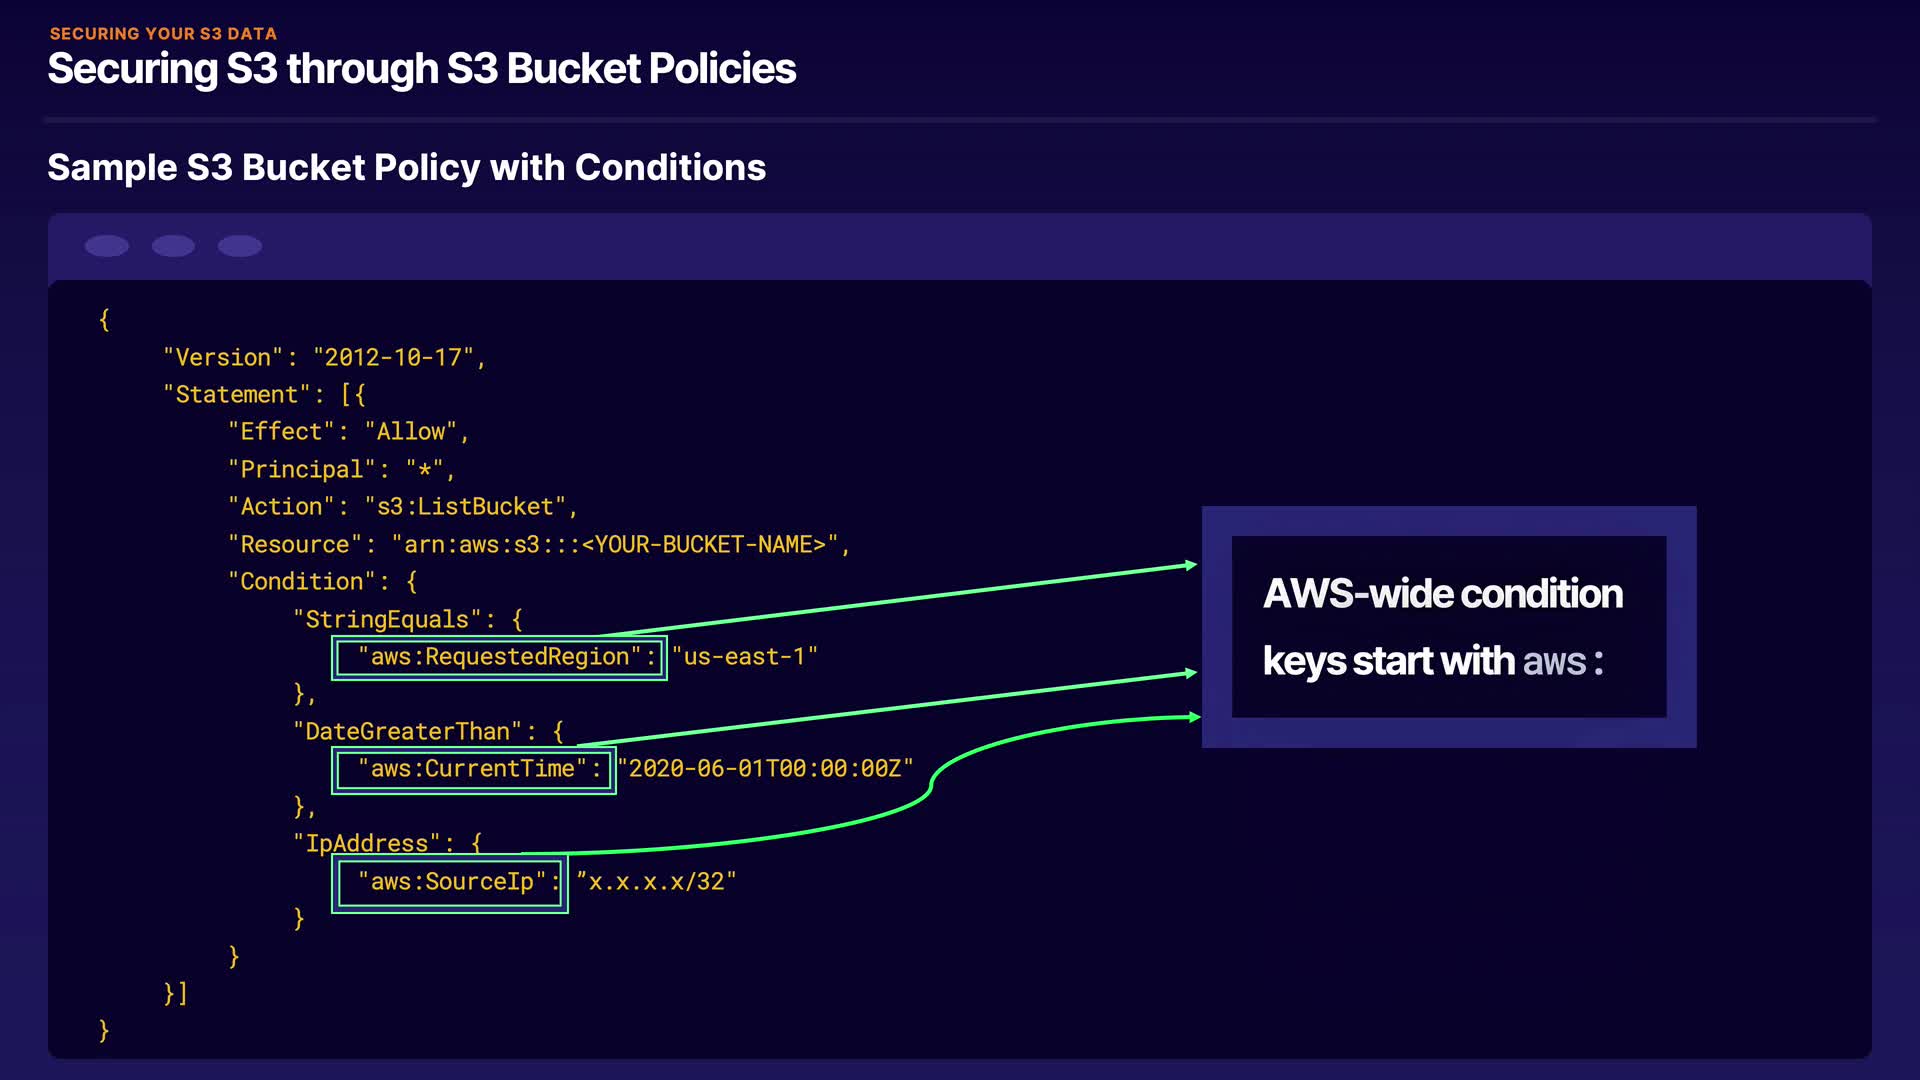 SECURING YOUR S3 DATA
Securing S3 through S3 Bucket Policies
Sample S3 Bucket Policy with Conditions
{
"Version": "2012-10-17",
"Statement": [{
"Effect": "Allow",
"Principal": "*",
"Action": "s3:ListBucket",
"Resource": "arn:aws:s3:::<YOUR-BUCKET-NAME>",
"Condition": {
"StringEquals": {
"aws:RequestedRegion": "us-east-1"
},
"DateGreaterThan": {
"aws:CurrentTime": "2020-06-01T00:00:00Z"
},
"IpAddress": {
"aws:SourceIp": ”x.x.x.x/32"
}
}
}]
}
AWS-wide condition
keys start with aws: